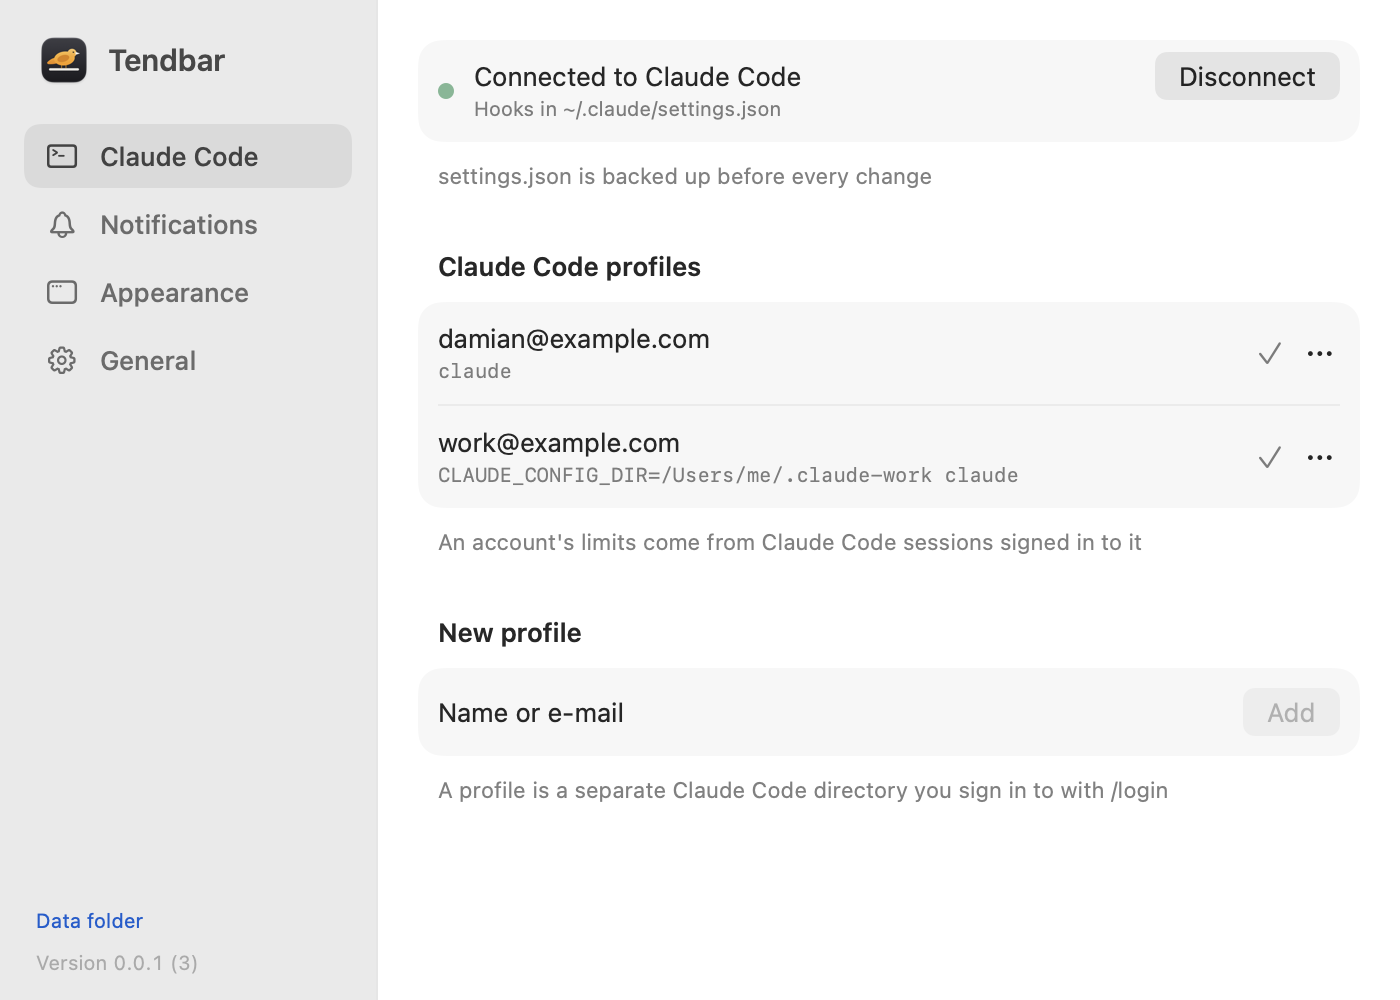 Tendbar
Claude Code
Notifications
Appearance
General
Data folder
Version 0.0.1 (3)
Connected to Claude Code
Hooks in ~/.claude/settings.json
Disconnect
settings.json is backed up before every change
Claude Code profiles
damian@example.com
claude
work@example.com
CLAUDE_CONFIG_DIR=/Users/me/.claude-work claude
An account's limits come from Claude Code sessions signed in to it
New profile
Name or e-mail
Add
A profile is a separate Claude Code directory you sign in to with /login